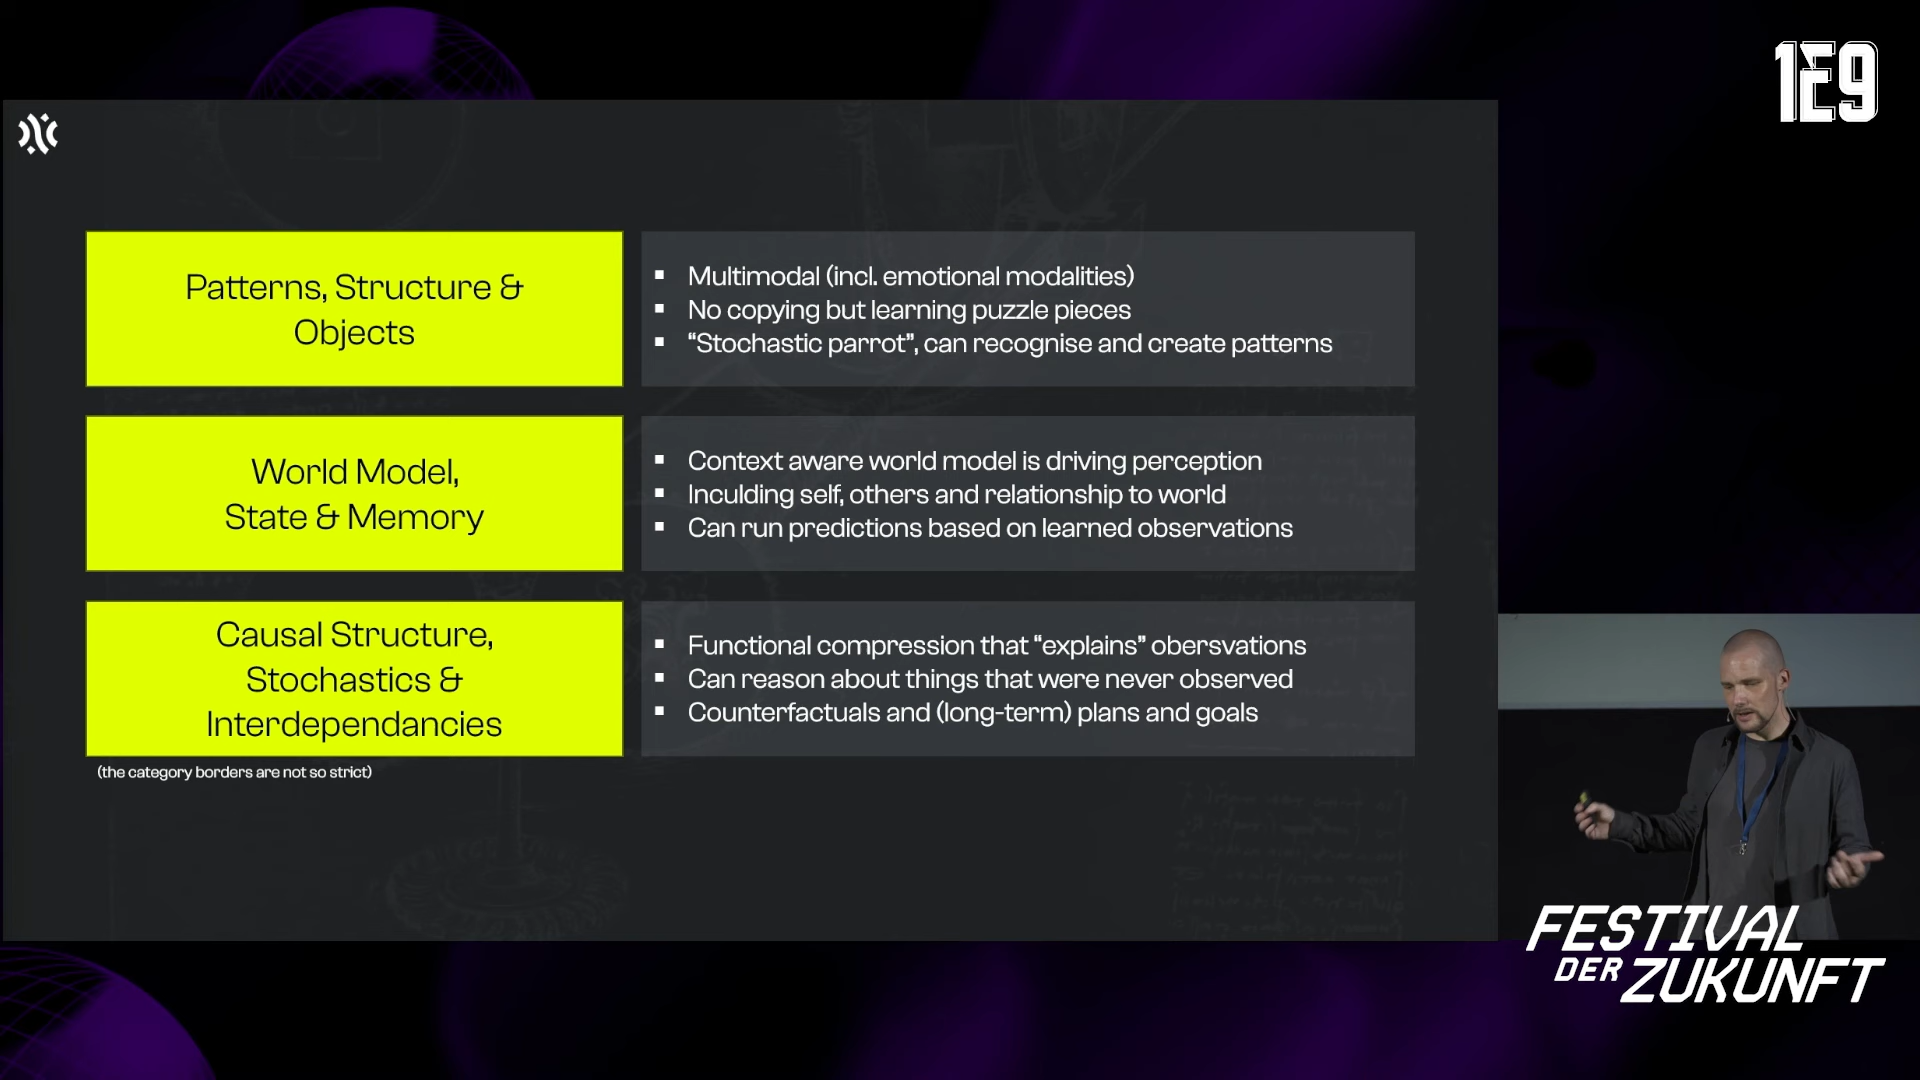 1E9
Patterns, Structure &
Objects
▪ Multimodal (incl. emotional modalities)
▪ No copying but learning puzzle pieces
▪ “Stochastic parrot”, can recognise and create patterns
World Model,
State & Memory
▪ Context aware world model is driving perception
▪ Inculding self, others and relationship to world
▪ Can run predictions based on learned observations
Causal Structure,
Stochastics &
Interdependancies
▪ Functional compression that “explains” obersvations
▪ Can reason about things that were never observed
▪ Counterfactuals and (long-term) plans and goals
(the category borders are not so strict)
FESTIVAL
DER ZUKUNFT